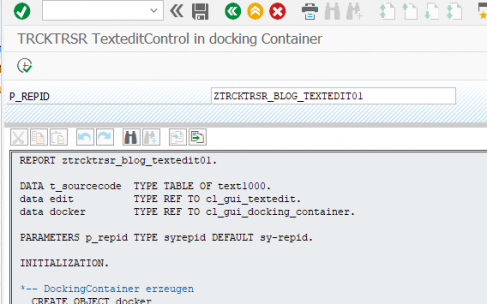 TRCKTRSR TexteditControl in docking Container
P_REPID ZTRCKTRSR_BLOG_TEXTEDIT01
REPORT ztrcktrsr_blog_textedit01.
DATA t_sourcecode TYPE TABLE OF text1000.
data edit TYPE REF TO cl_gui_textedit.
data docker TYPE REF TO cl_gui_docking_container.
PARAMETERS p_repid TYPE syrepid DEFAULT sy-repid.
INITIALIZATION.
*-- DockingContainer erzeugen
CREATE OBJECT docker